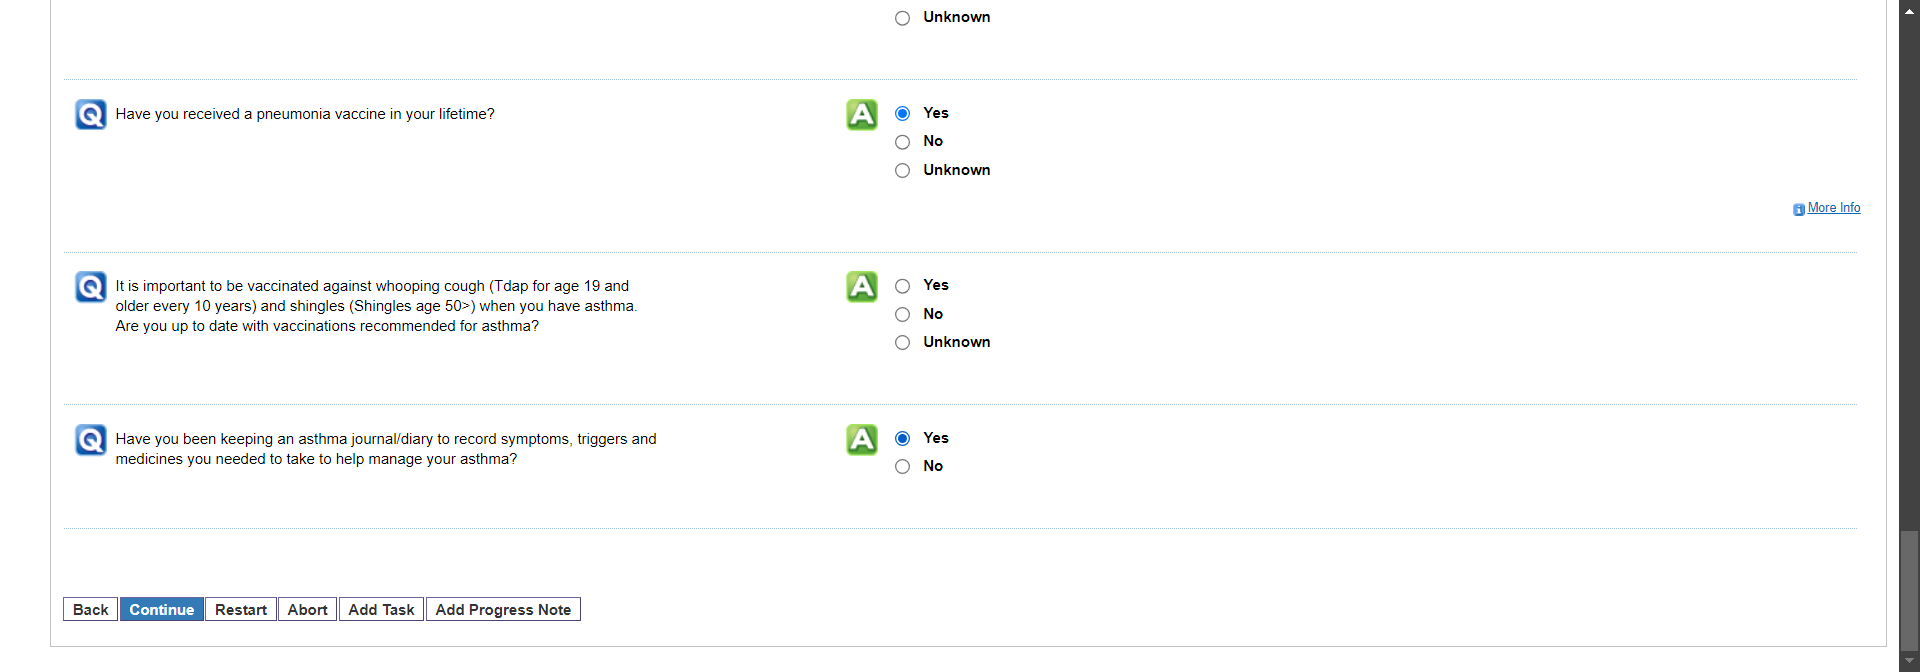 Unknown
Q Have you received a pneumonia vaccine in your lifetime?
A Yes
No
Unknown
More Info
Q It is important to be vaccinated against whooping cough (Tdap for age 19 and
older every 10 years) and shingles (Shingles age 50>) when you have asthma.
Are you up to date with vaccinations recommended for asthma?
A Yes
No
Unknown
Q Have you been keeping an asthma journal/diary to record symptoms, triggers and
medicines you needed to take to help manage your asthma?
A Yes
No
Back Continue Restart Abort Add Task Add Progress Note